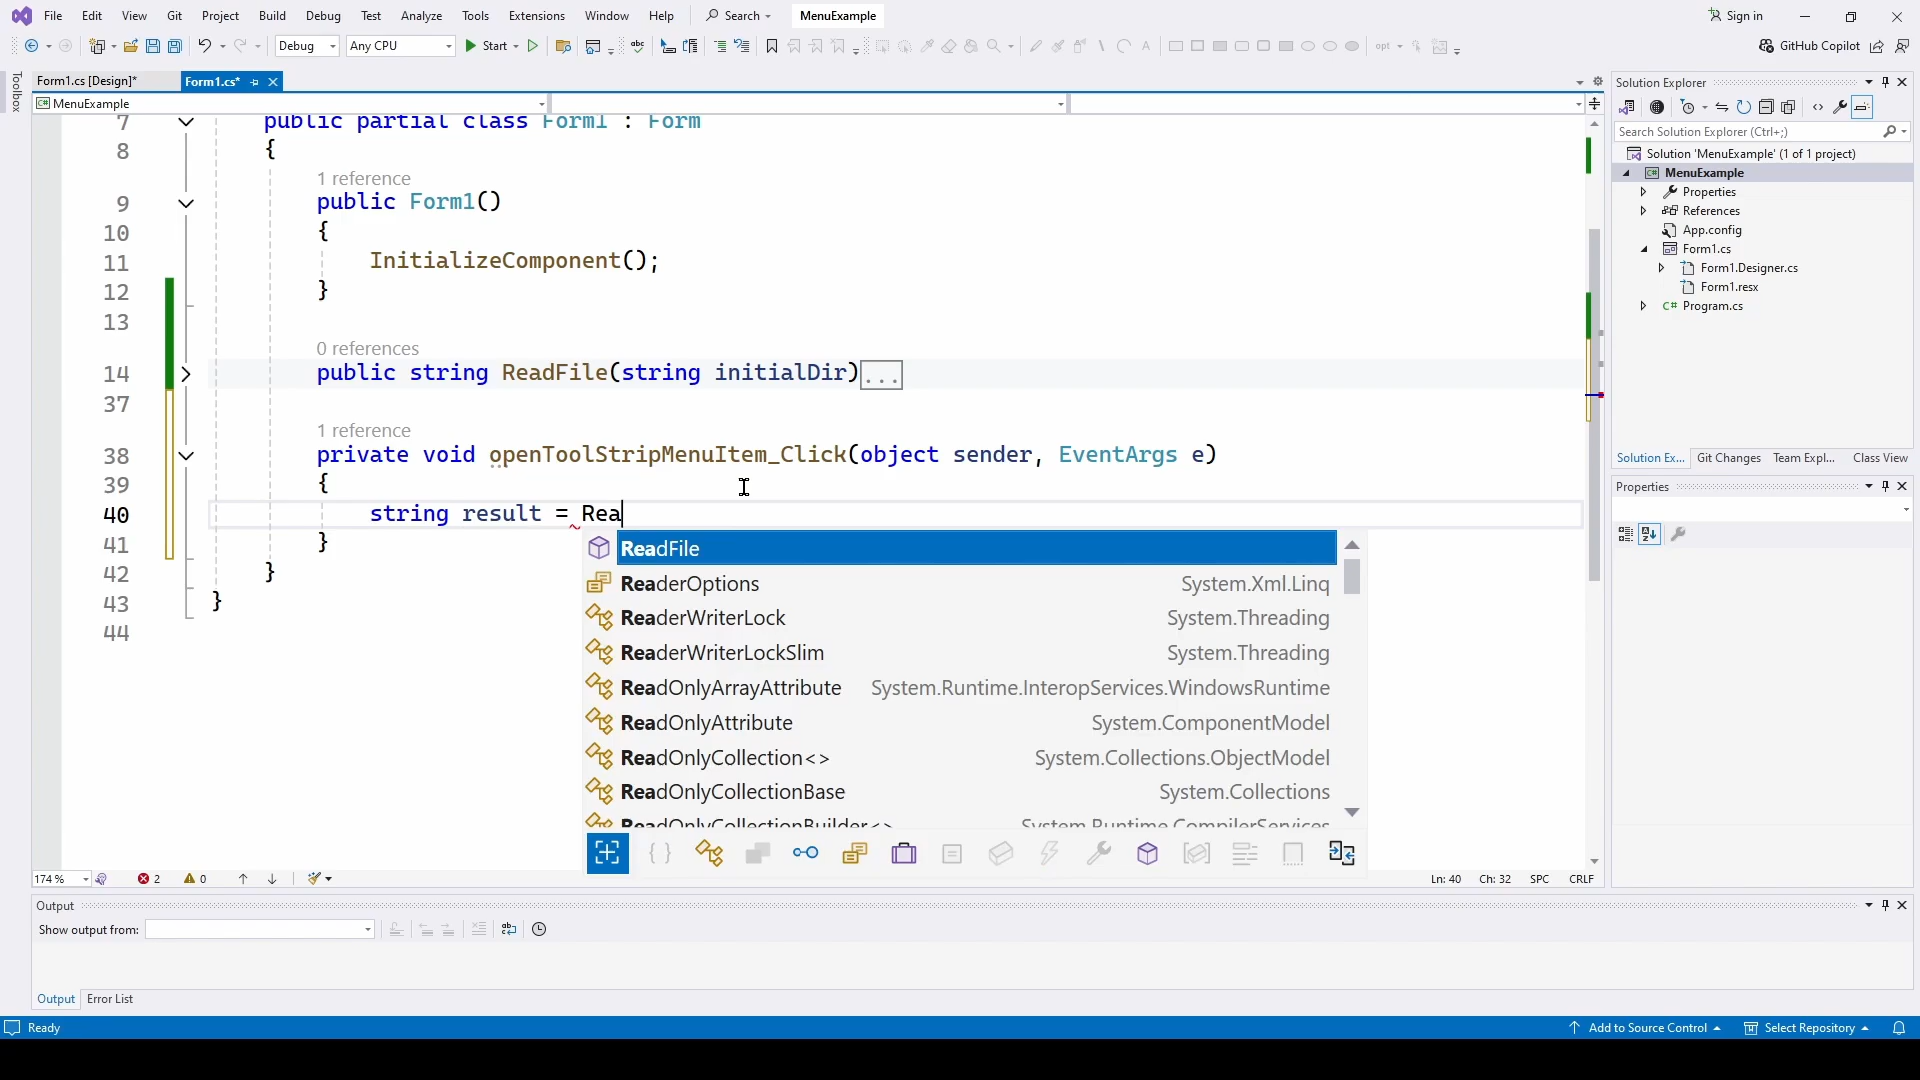 File Edit View Git Project Build Debug Test Analyze Tools Extensions Window Help Search MenuExample Sign in
Debug Any CPU Start abc A opt GitHub Copilot
Toolbox
Form1.cs [Design]* Form1.cs*
C# MenuExample
7 public partial class Form1 : Form
8 {
1 reference
9 public Form1()
10 {
11 InitializeComponent();
12 }
13
0 references
14 public string ReadFile(string initialDir)...
37
1 reference
38 private void openToolStripMenuItem_Click(object sender, EventArgs e)
39 {
40 string result = Rea
41 }
42 }
43 }
44
ReadFile
ReaderOptions System.Xml.Linq
ReaderWriterLock System.Threading
ReaderWriterLockSlim System.Threading
ReadOnlyArrayAttribute System.Runtime.InteropServices.WindowsRuntime
ReadOnlyAttribute System.ComponentModel
ReadOnlyCollection<> System.Collections.ObjectModel
ReadOnlyCollectionBase System.Collections
ReadOnlyCollectionBuilder<> System.Runtime.CompilerServices
174 % 2 0 Ln: 40 Ch: 32 SPC CRLF
Solution Explorer
Search Solution Explorer (Ctrl+;)
Solution 'MenuExample' (1 of 1 project)
C# MenuExample
Properties
References
App.config
Form1.cs
Form1.Designer.cs
Form1.resx
C# Program.cs
Solution Ex... Git Changes Team Expl... Class View
Properties
Output
Show output from:
Output Error List
Ready Add to Source Control Select Repository